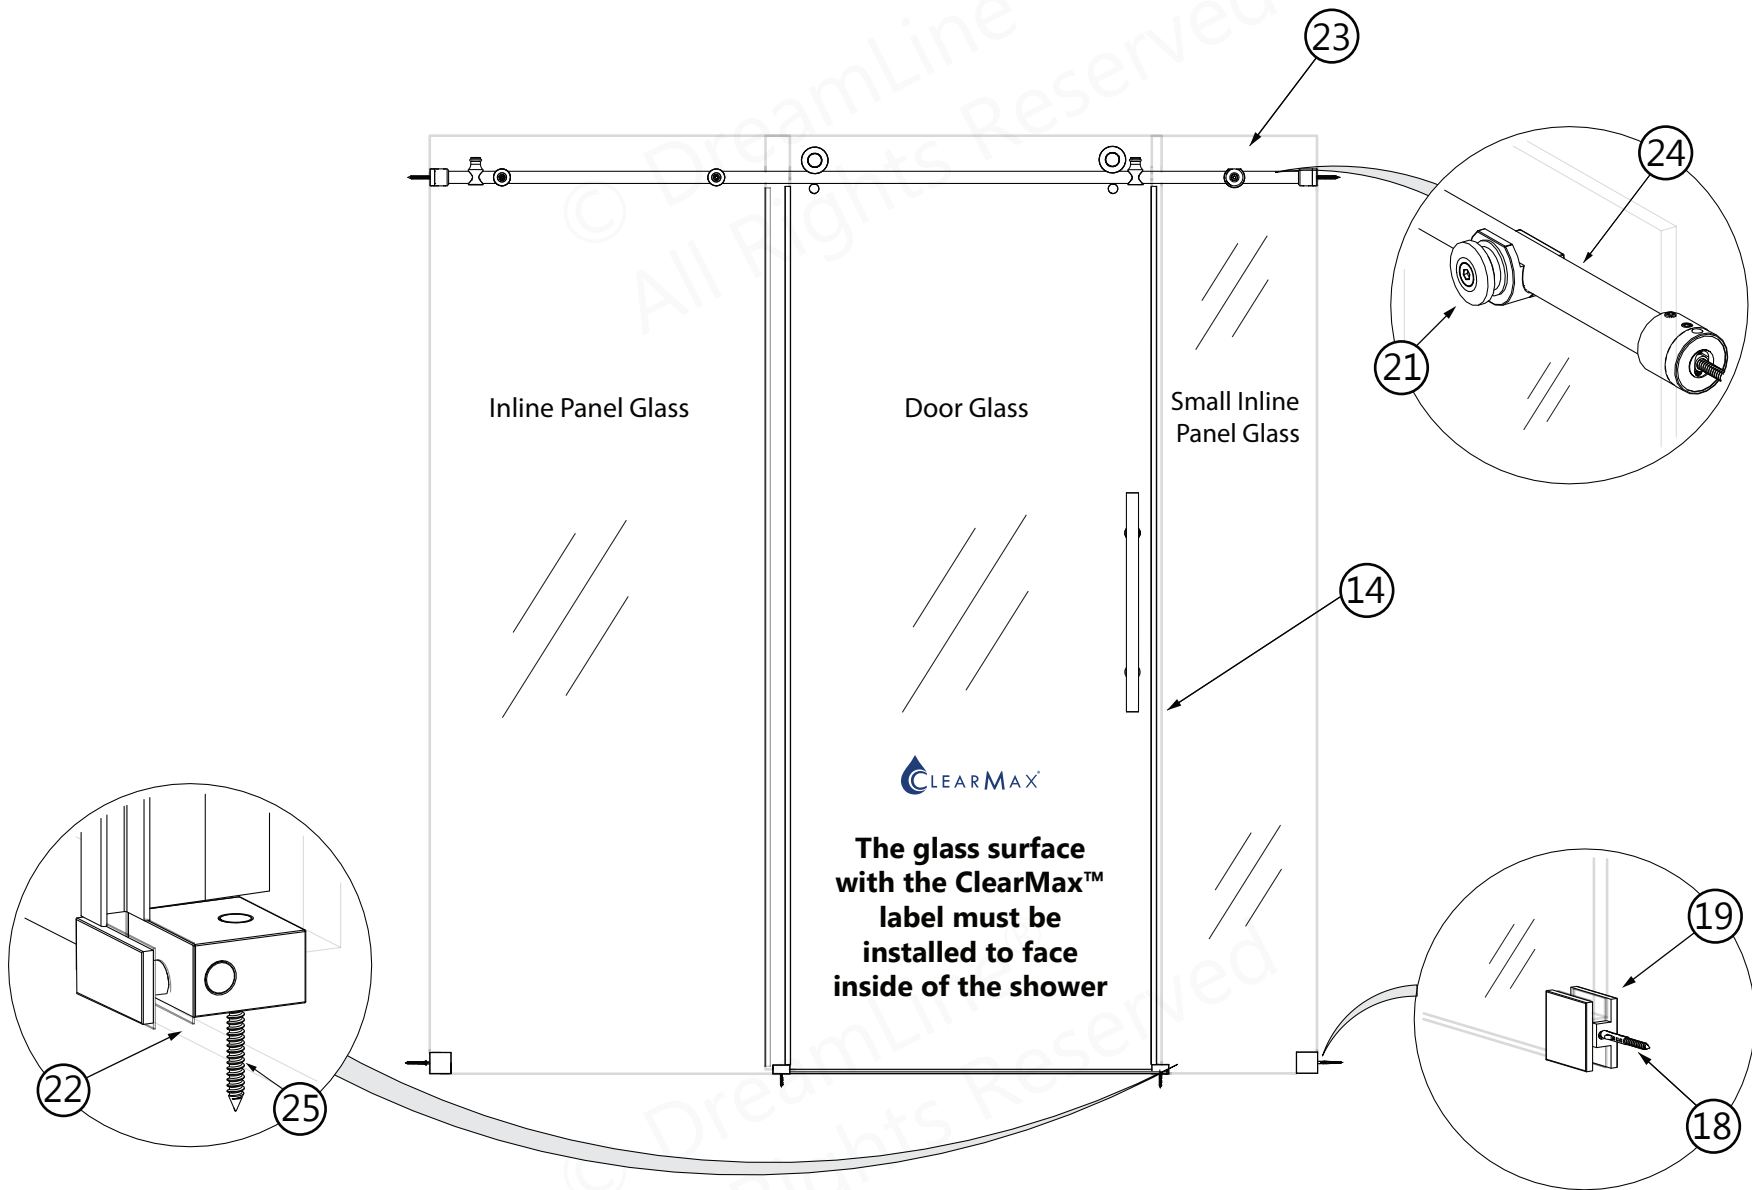 © DreamLine
All Rights Reserved
23
24
21
Inline Panel Glass
Door Glass
Small Inline
Panel Glass
14
CLEARMAX®
The glass surface
with the ClearMax™
label must be
installed to face
inside of the shower
19
22
25
18
© DreamLine™
All Rights Reserved